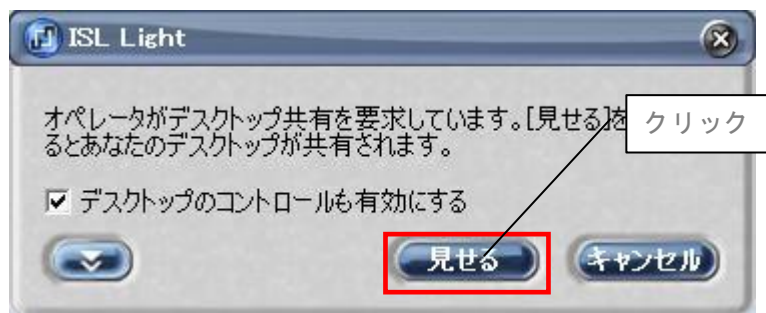 ISL Light
オペレータがデスクトップ共有を要求しています。[見せる]を
るとあなたのデスクトップが共有されます。
クリック
デスクトップのコントロールも有効にする
見せる
キャンセル